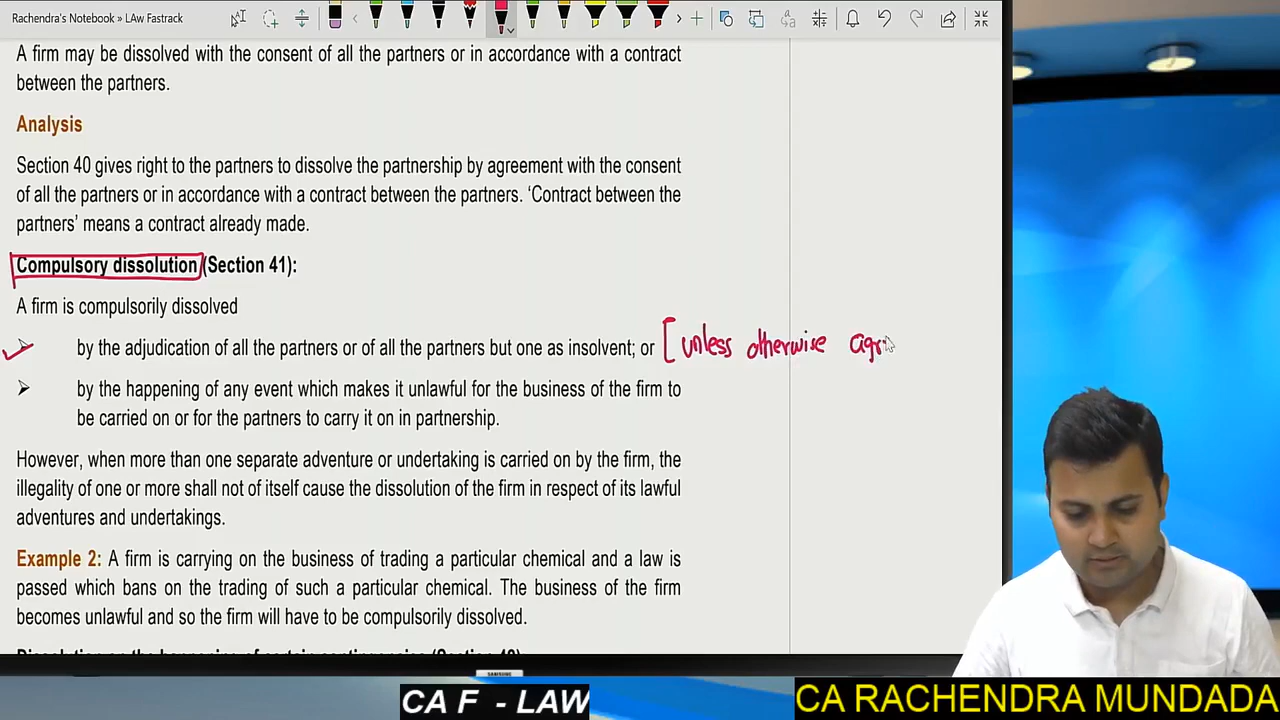 Rachendra's Notebook » LAW Fastrack
A firm may be dissolved with the consent of all the partners or in accordance with a contract
between the partners.
Analysis
Section 40 gives right to the partners to dissolve the partnership by agreement with the consent
of all the partners or in accordance with a contract between the partners. ‘Contract between the
partners’ means a contract already made.
Compulsory dissolution (Section 41):
A firm is compulsorily dissolved
by the adjudication of all the partners or of all the partners but one as insolvent; or [unless otherwise agr
by the happening of any event which makes it unlawful for the business of the firm to
be carried on or for the partners to carry it on in partnership.
However, when more than one separate adventure or undertaking is carried on by the firm, the
illegality of one or more shall not of itself cause the dissolution of the firm in respect of its lawful
adventures and undertakings.
Example 2: A firm is carrying on the business of trading a particular chemical and a law is
passed which bans on the trading of such a particular chemical. The business of the firm
becomes unlawful and so the firm will have to be compulsorily dissolved.
SAMSUNG
CA F - LAW
CA RACHENDRA MUNDADA